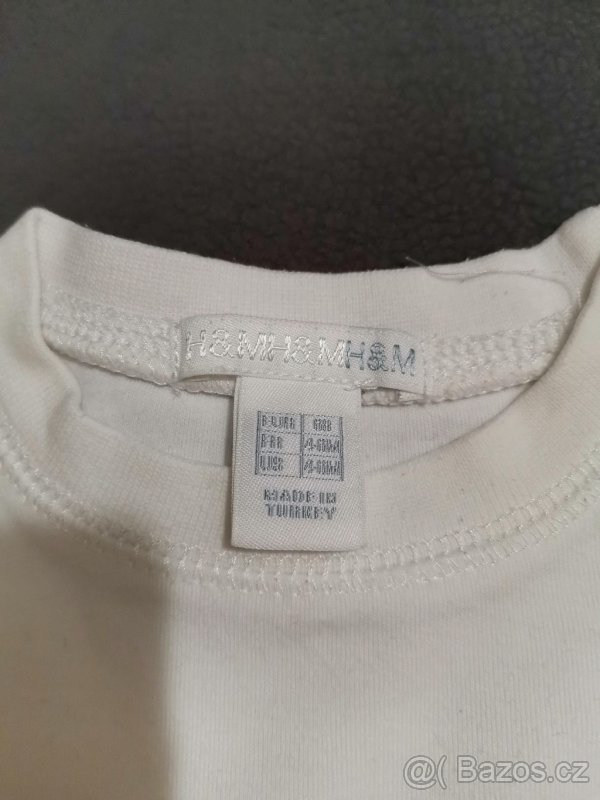 H&M H&M H&M
EUR 68
FR 4-6M
US 4-6M
MADE IN
TURKEY
@( Bazos.cz